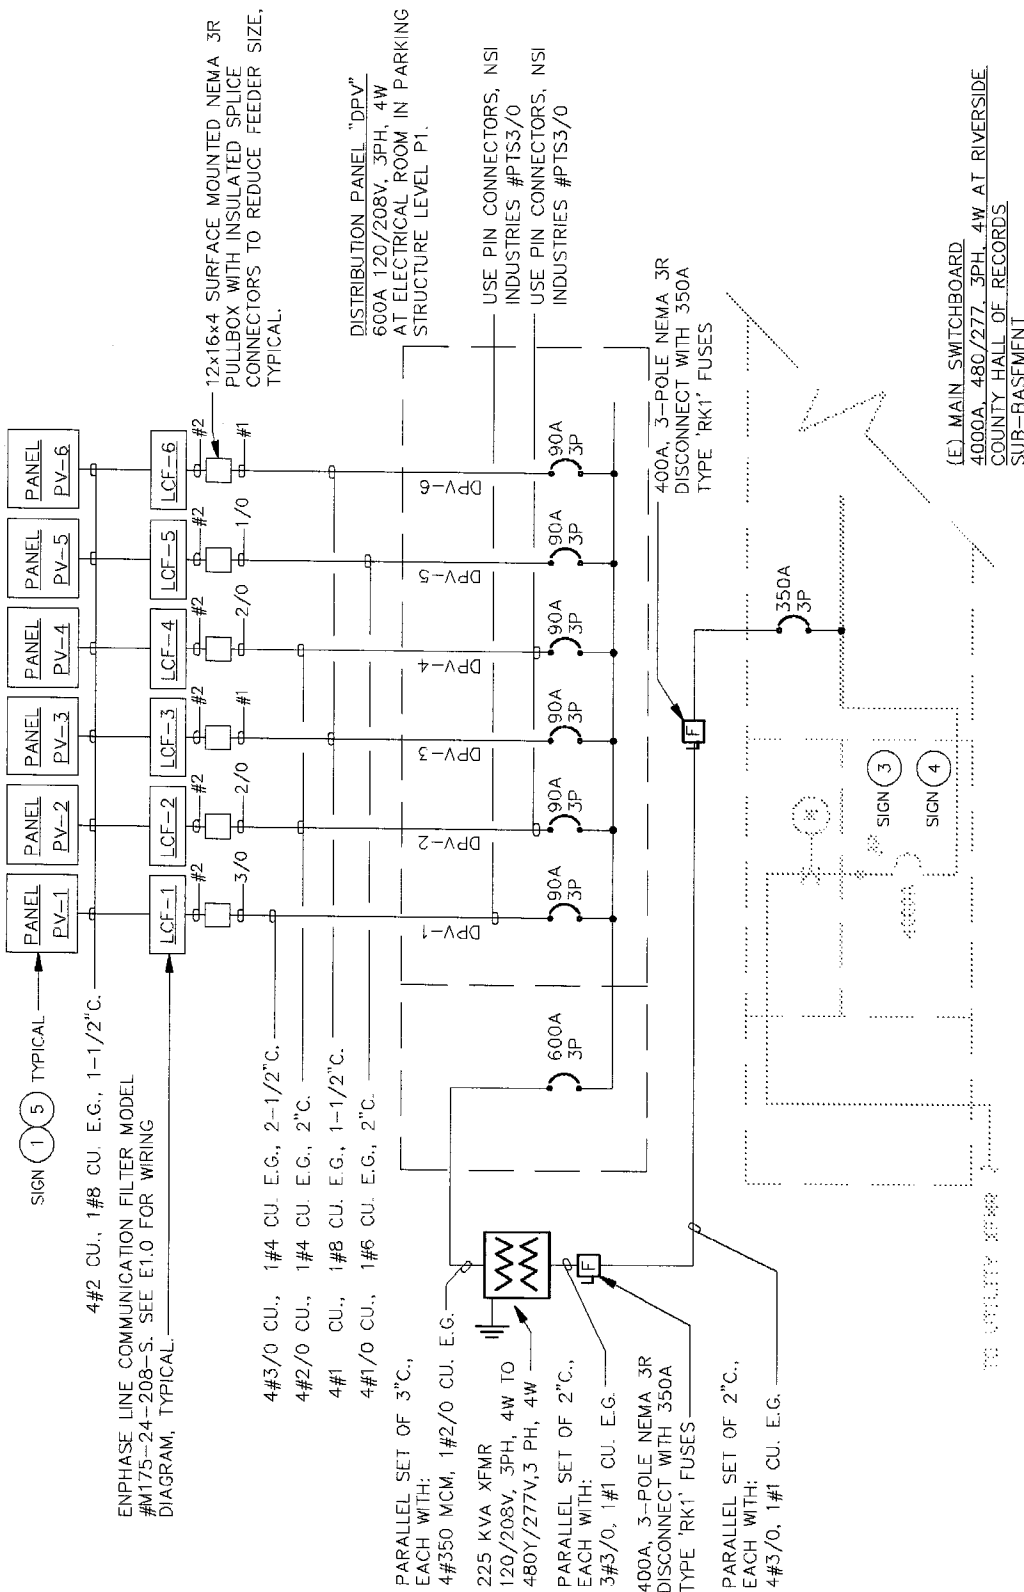 SIGN 1 5 TYPICAL
PANEL
PV-1
PANEL
PV-2
PANEL
PV-3
PANEL
PV-4
PANEL
PV-5
PANEL
PV-6
4#2 CU., 1#8 CU. E.G., 1-1/2"C.
ENPHASE LINE COMMUNICATION FILTER MODEL
#M175-24-208-S. SEE E1.0 FOR WIRING
DIAGRAM, TYPICAL.
LCF-1
LCF-2
LCF-3
LCF-4
LCF-5
LCF-6
#2
#2
#2
#2
#2
#2
3/0
2/0
#1
2/0
1/0
#1
12x16x4 SURFACE MOUNTED NEMA 3R
PULLBOX WITH INSULATED SPLICE
CONNECTORS TO REDUCE FEEDER SIZE,
TYPICAL.
4#3/0 CU., 1#4 CU. E.G., 2-1/2"C.
4#2/0 CU., 1#4 CU. E.G., 2"C.
4#1 CU., 1#8 CU. E.G., 1-1/2"C.
4#1/0 CU., 1#6 CU. E.G., 2"C.
DISTRIBUTION PANEL "DPV"
600A 120/208V, 3PH, 4W
AT ELECTRICAL ROOM IN PARKING
STRUCTURE LEVEL P1.
DPV-1
DPV-2
DPV-3
DPV-4
DPV-5
DPV-6
USE PIN CONNECTORS, NSI
INDUSTRIES #PTS3/0
USE PIN CONNECTORS, NSI
INDUSTRIES #PTS3/0
600A
3P
90A
3P
90A
3P
90A
3P
90A
3P
90A
3P
90A
3P
PARALLEL SET OF 3"C.,
EACH WITH:
4#350 MCM, 1#2/0 CU. E.G.
225 KVA XFMR
120/208V, 3PH, 4W TO
480Y/277V,3 PH, 4W
PARALLEL SET OF 2"C.,
EACH WITH:
3#3/0, 1#1 CU. E.G.
F
400A, 3-POLE NEMA 3R
DISCONNECT WITH 350A
TYPE 'RK1' FUSES
PARALLEL SET OF 2"C.,
EACH WITH:
4#3/0, 1#1 CU. E.G.
F
400A, 3-POLE NEMA 3R
DISCONNECT WITH 350A
TYPE 'RK1' FUSES
350A
3P
SIGN 3
SIGN 4
TO UTILITY XFMR
(E) MAIN SWITCHBOARD
4000A, 480/277, 3PH, 4W AT RIVERSIDE
COUNTY HALL OF RECORDS
SUB-BASEMENT